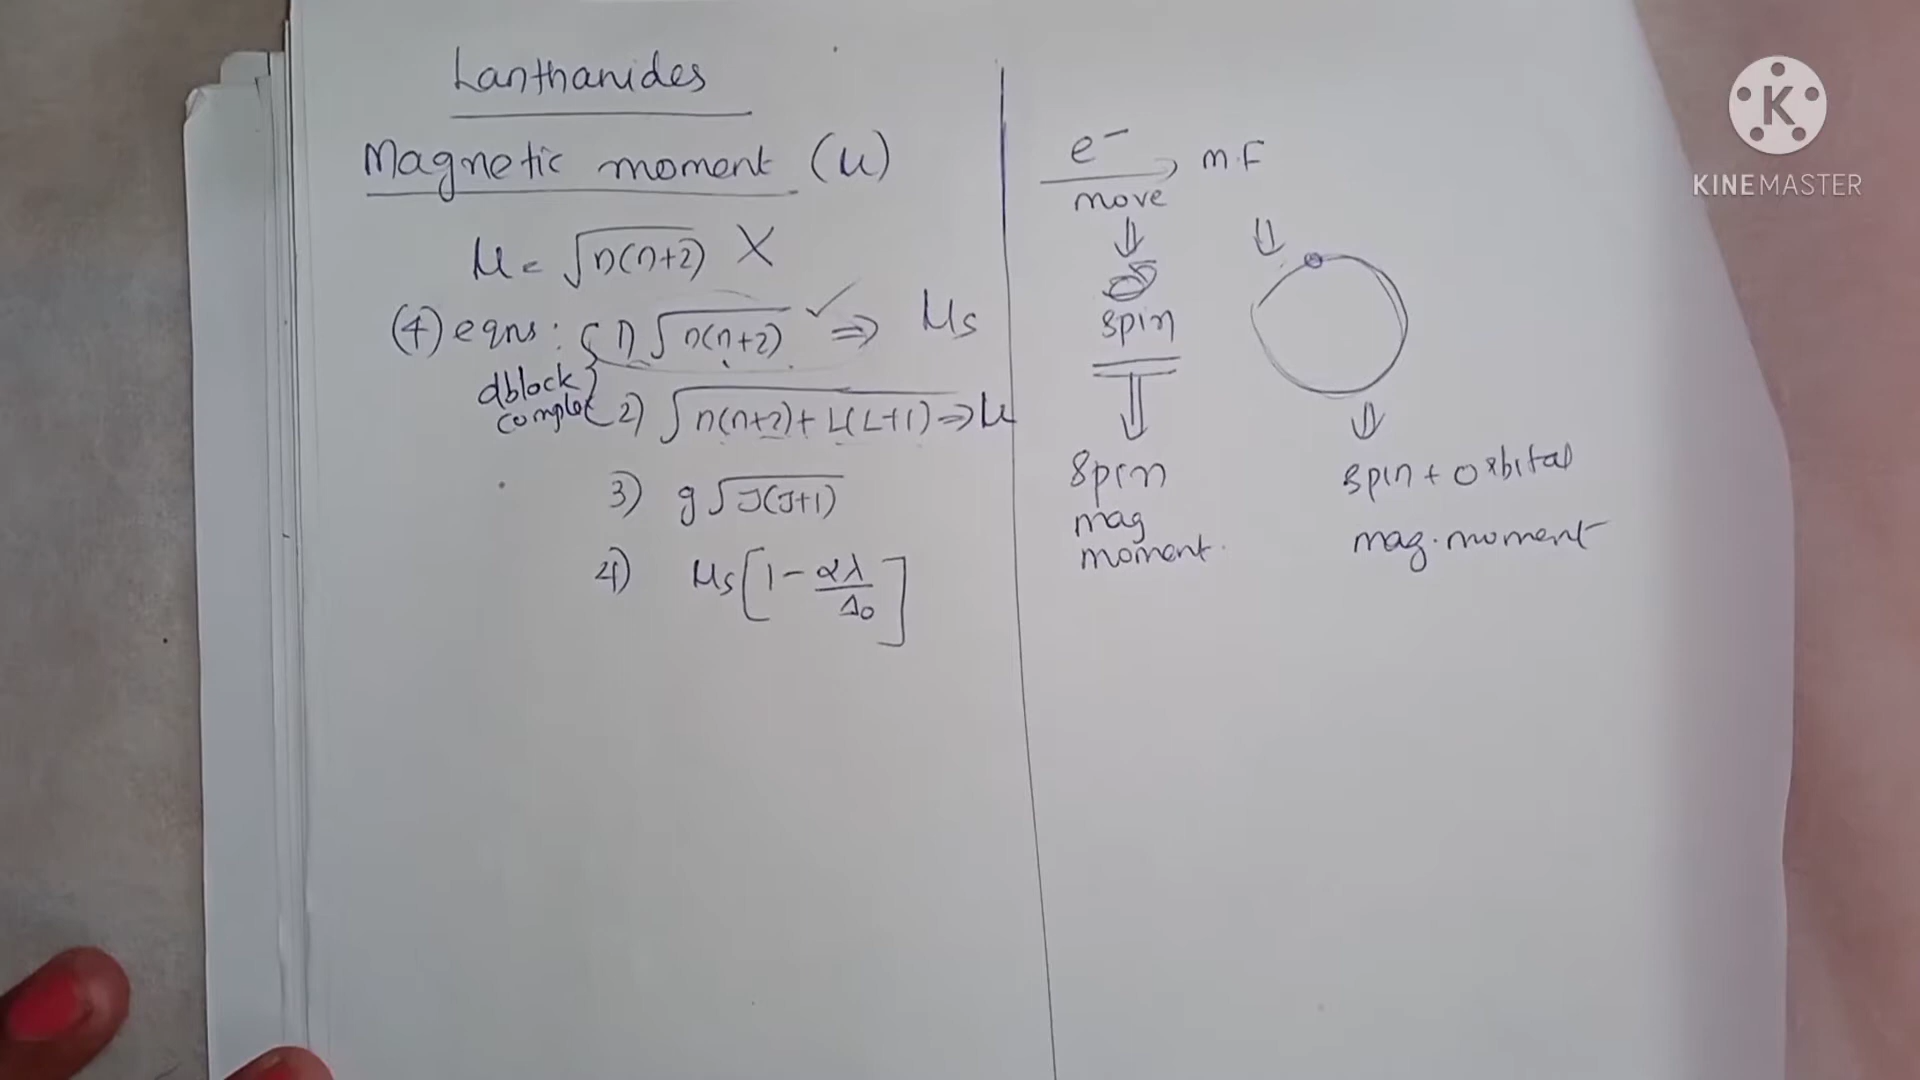 Lanthanides
Magnetic moment (μ)
μ = √n(n+2) X
(4) eqns : 1) √n(n+2) ✓ ⇒ μs
dblock
complex 2) √n(n+2) + L(L+1) ⇒ μ
3) g√J(J+1)
4) μs[1 - αλ/Δo]
e⁻ → m.F
move
⇓ ⇓
spin
⇓
spin
mag
moment.
⇓
spin + orbital
mag. moment
K
KINEMASTER